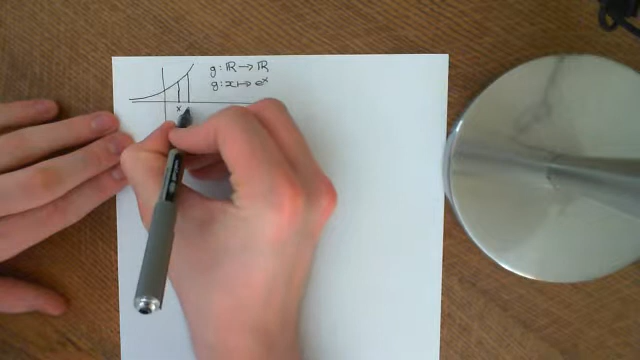 g: ℝ → ℝ,
g: x ↦ eˣ
x